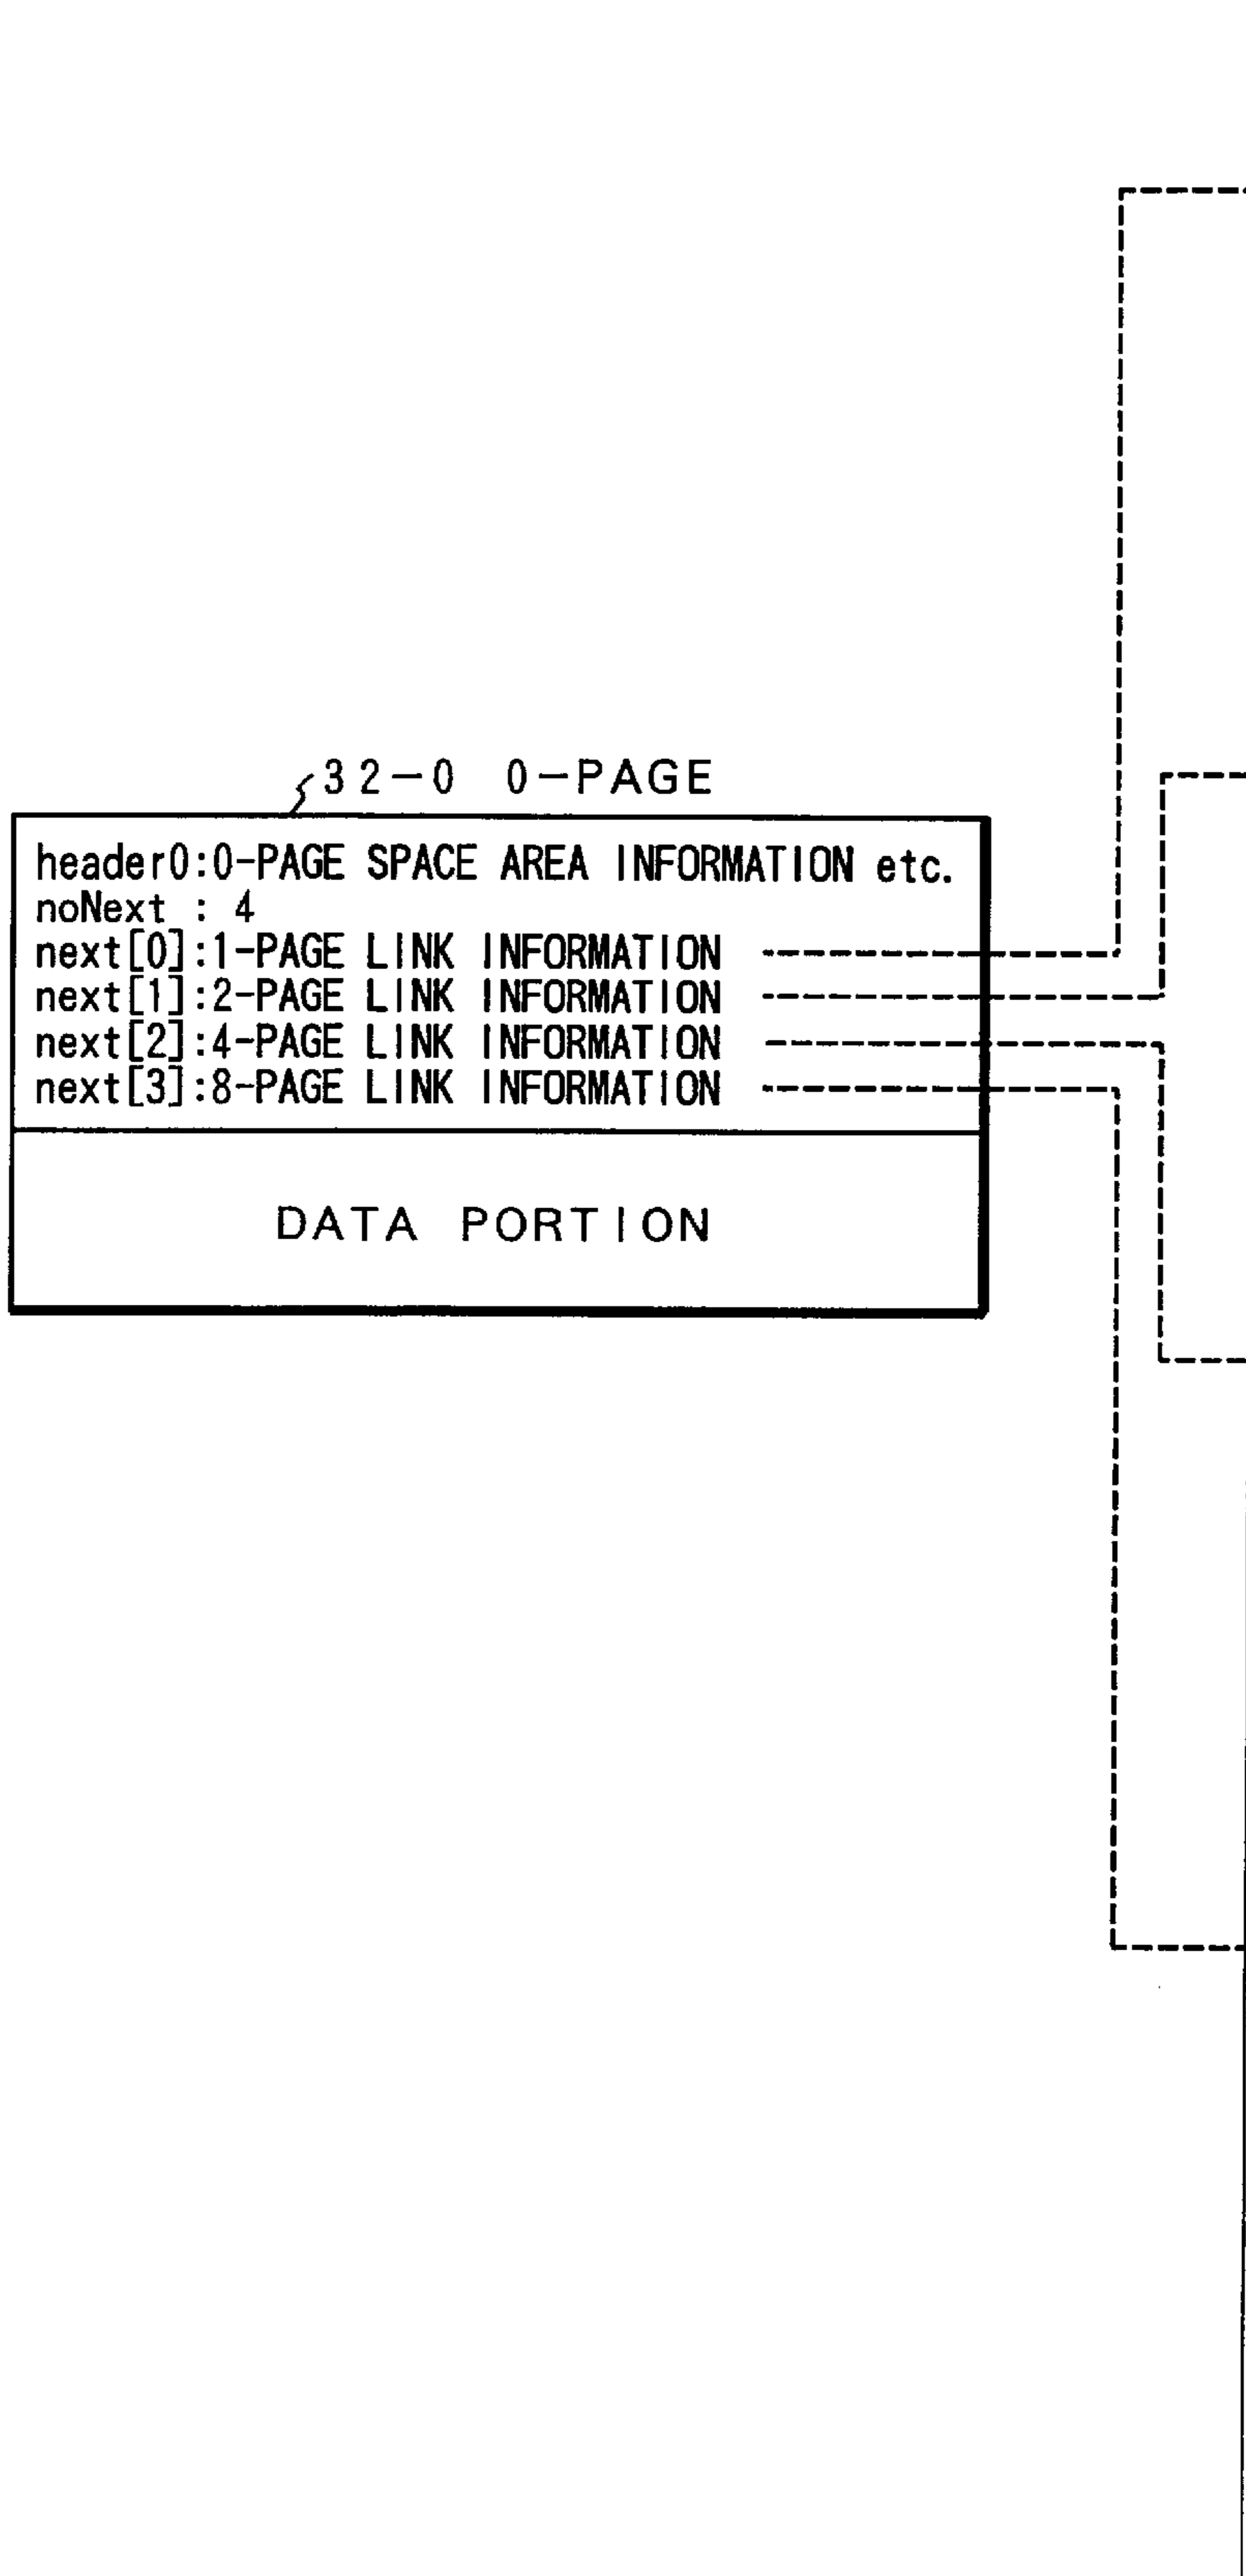 32-0 0-PAGE
header0:0-PAGE SPACE AREA INFORMATION etc.
noNext : 4
next[0]:1-PAGE LINK INFORMATION
next[1]:2-PAGE LINK INFORMATION
next[2]:4-PAGE LINK INFORMATION
next[3]:8-PAGE LINK INFORMATION
DATA PORTION